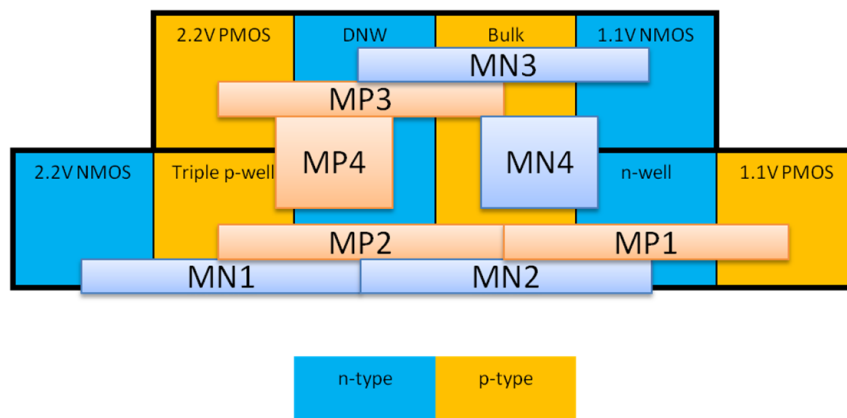 2.2V PMOS DNW Bulk 1.1V NMOS
MN3
MP3
MP4 MN4
2.2V NMOS Triple p-well n-well 1.1V PMOS
MP2 MP1
MN1 MN2
n-type p-type